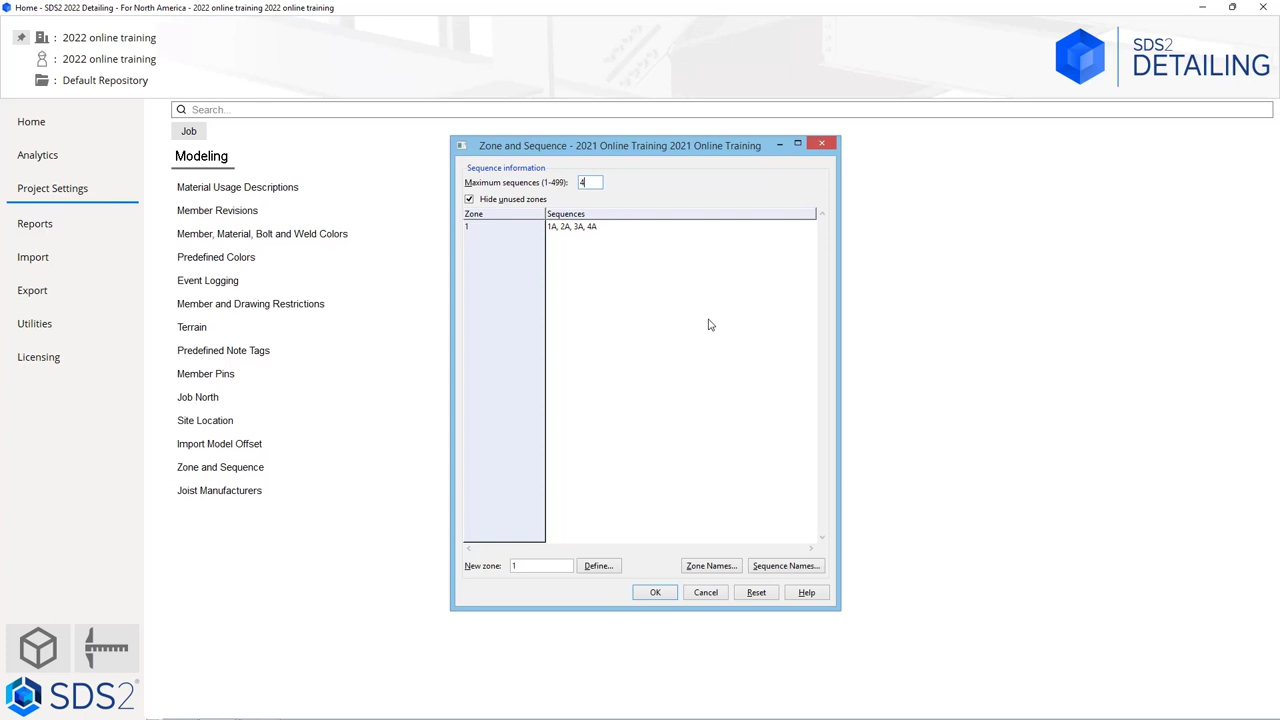 Home - SDS2 2022 Detailing - For North America - 2022 online training 2022 online training
: 2022 online training
: 2022 online training
: Default Repository
SDS2
DETAILING
Home
Analytics
Project Settings
Reports
Import
Export
Utilities
Licensing
SDS2
Search...
Job
Modeling
Material Usage Descriptions
Member Revisions
Member, Material, Bolt and Weld Colors
Predefined Colors
Event Logging
Member and Drawing Restrictions
Terrain
Predefined Note Tags
Member Pins
Job North
Site Location
Import Model Offset
Zone and Sequence
Joist Manufacturers
Zone and Sequence - 2021 Online Training 2021 Online Training
Sequence information
Maximum sequences (1-499): 4
Hide unused zones
Zone Sequences
1 1A, 2A, 3A, 4A
New zone: 1 Define... Zone Names... Sequence Names...
OK Cancel Reset Help